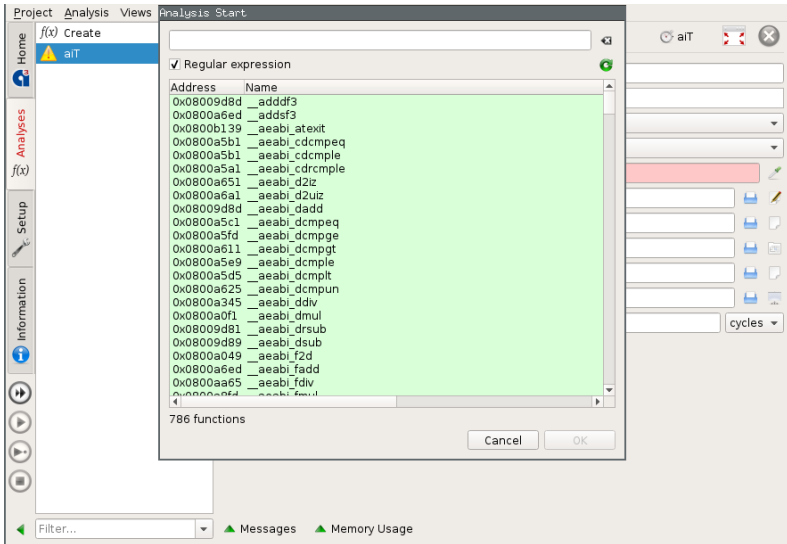 Project Analysis Views Analysis Start
Home
f(x) Create
aiT
aiT
Regular expression
Address Name
0x08009d8d __adddf3
0x0800a6ed __addsf3
0x0800b139 __aeabi_atexit
0x0800a5b1 __aeabi_cdcmpeq
0x0800a5b1 __aeabi_cdcmple
0x0800a5a1 __aeabi_cdrcmple
0x0800a651 __aeabi_d2iz
0x0800a6a1 __aeabi_d2uiz
0x08009d8d __aeabi_dadd
0x0800a5c1 __aeabi_dcmpeq
0x0800a5fd __aeabi_dcmpge
0x0800a611 __aeabi_dcmpgt
0x0800a5e9 __aeabi_dcmple
0x0800a5d5 __aeabi_dcmplt
0x0800a625 __aeabi_dcmpun
0x0800a345 __aeabi_ddiv
0x0800a0f1 __aeabi_dmul
0x08009d81 __aeabi_drsub
0x08009d89 __aeabi_dsub
0x0800a049 __aeabi_f2d
0x0800a6ed __aeabi_fadd
0x0800aa65 __aeabi_fdiv
0x0800a8fd __aeabi_fmul
786 functions
Cancel OK
Analyses
f(x)
Setup
Information
cycles
Filter...
Messages
Memory Usage